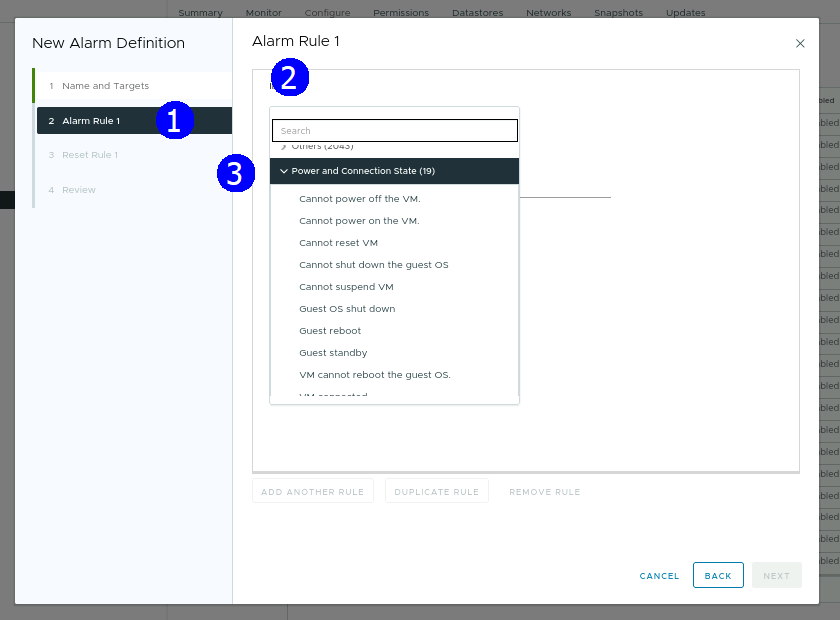 Summary Monitor Configure Permissions Datastores Networks Snapshots Updates
New Alarm Definition
1 Name and Targets
2 Alarm Rule 1
1
3 Reset Rule 1
4 Review
Alarm Rule 1
2
Search
Others (2043)
3
Power and Connection State (19)
Cannot power off the VM.
Cannot power on the VM.
Cannot reset VM
Cannot shut down the guest OS
Cannot suspend VM
Guest OS shut down
Guest reboot
Guest standby
VM cannot reboot the guest OS.
VM connected
ADD ANOTHER RULE DUPLICATE RULE REMOVE RULE
CANCEL BACK NEXT